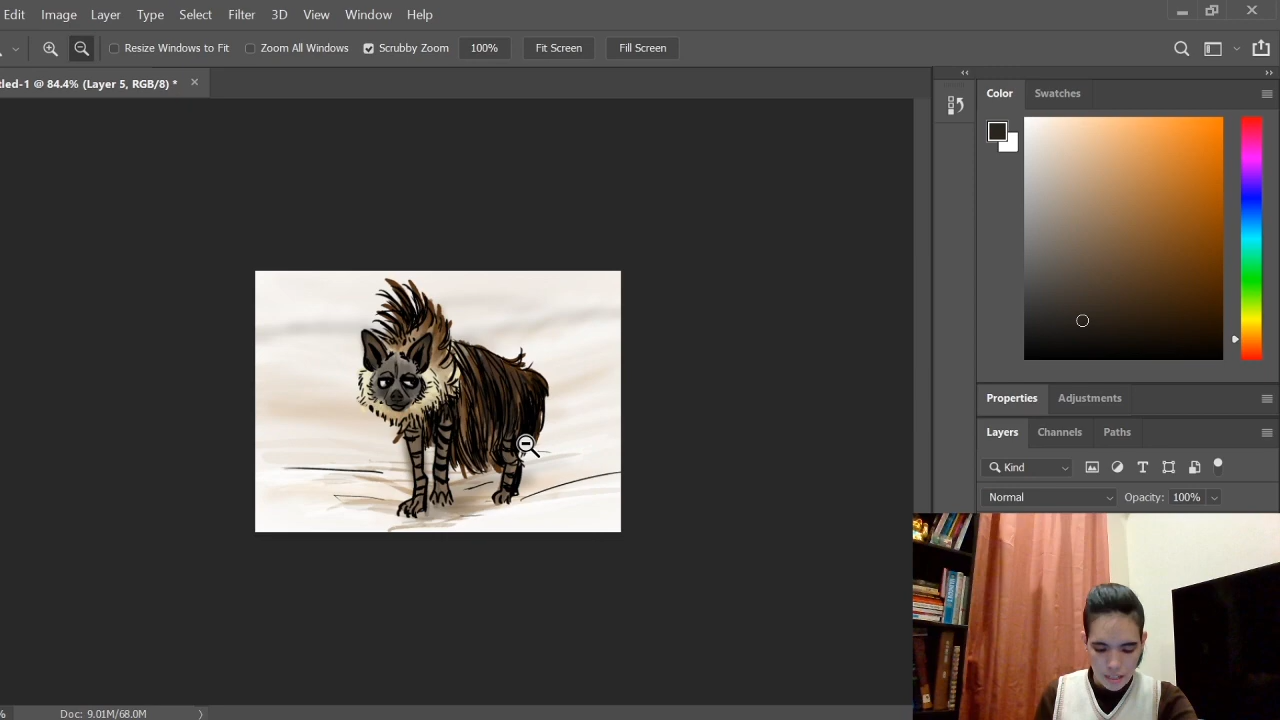 Edit Image Layer Type Select Filter 3D View Window Help
Resize Windows to Fit Zoom All Windows Scrubby Zoom 100% Fit Screen Fill Screen
tled-1 @ 84.4% (Layer 5, RGB/8) *
Color Swatches
Properties Adjustments
Layers Channels Paths
Kind
Normal Opacity: 100%
% Doc: 9.01M/68.0M